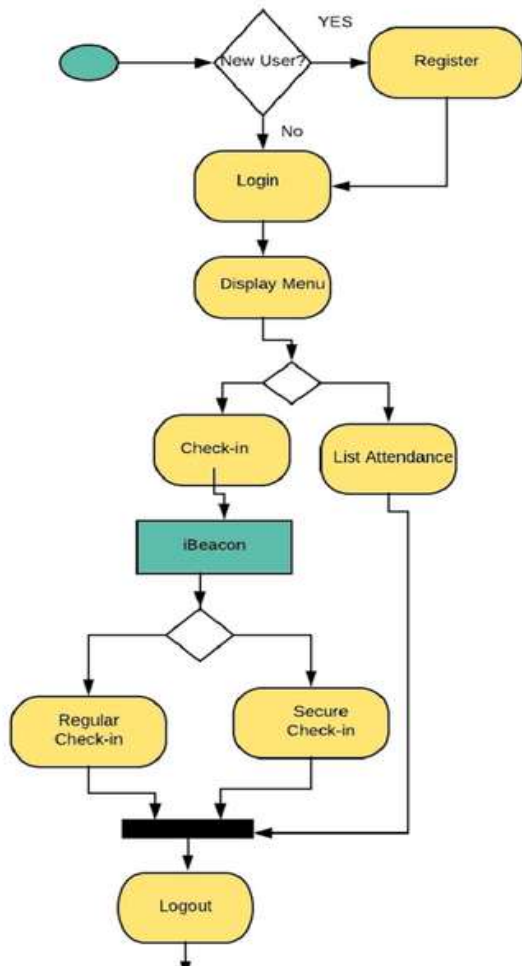 YES
New User?
Register
No
Login
Display Menu
Check-in
List Attendance
iBeacon
Regular
Check-in
Secure
Check-in
Logout